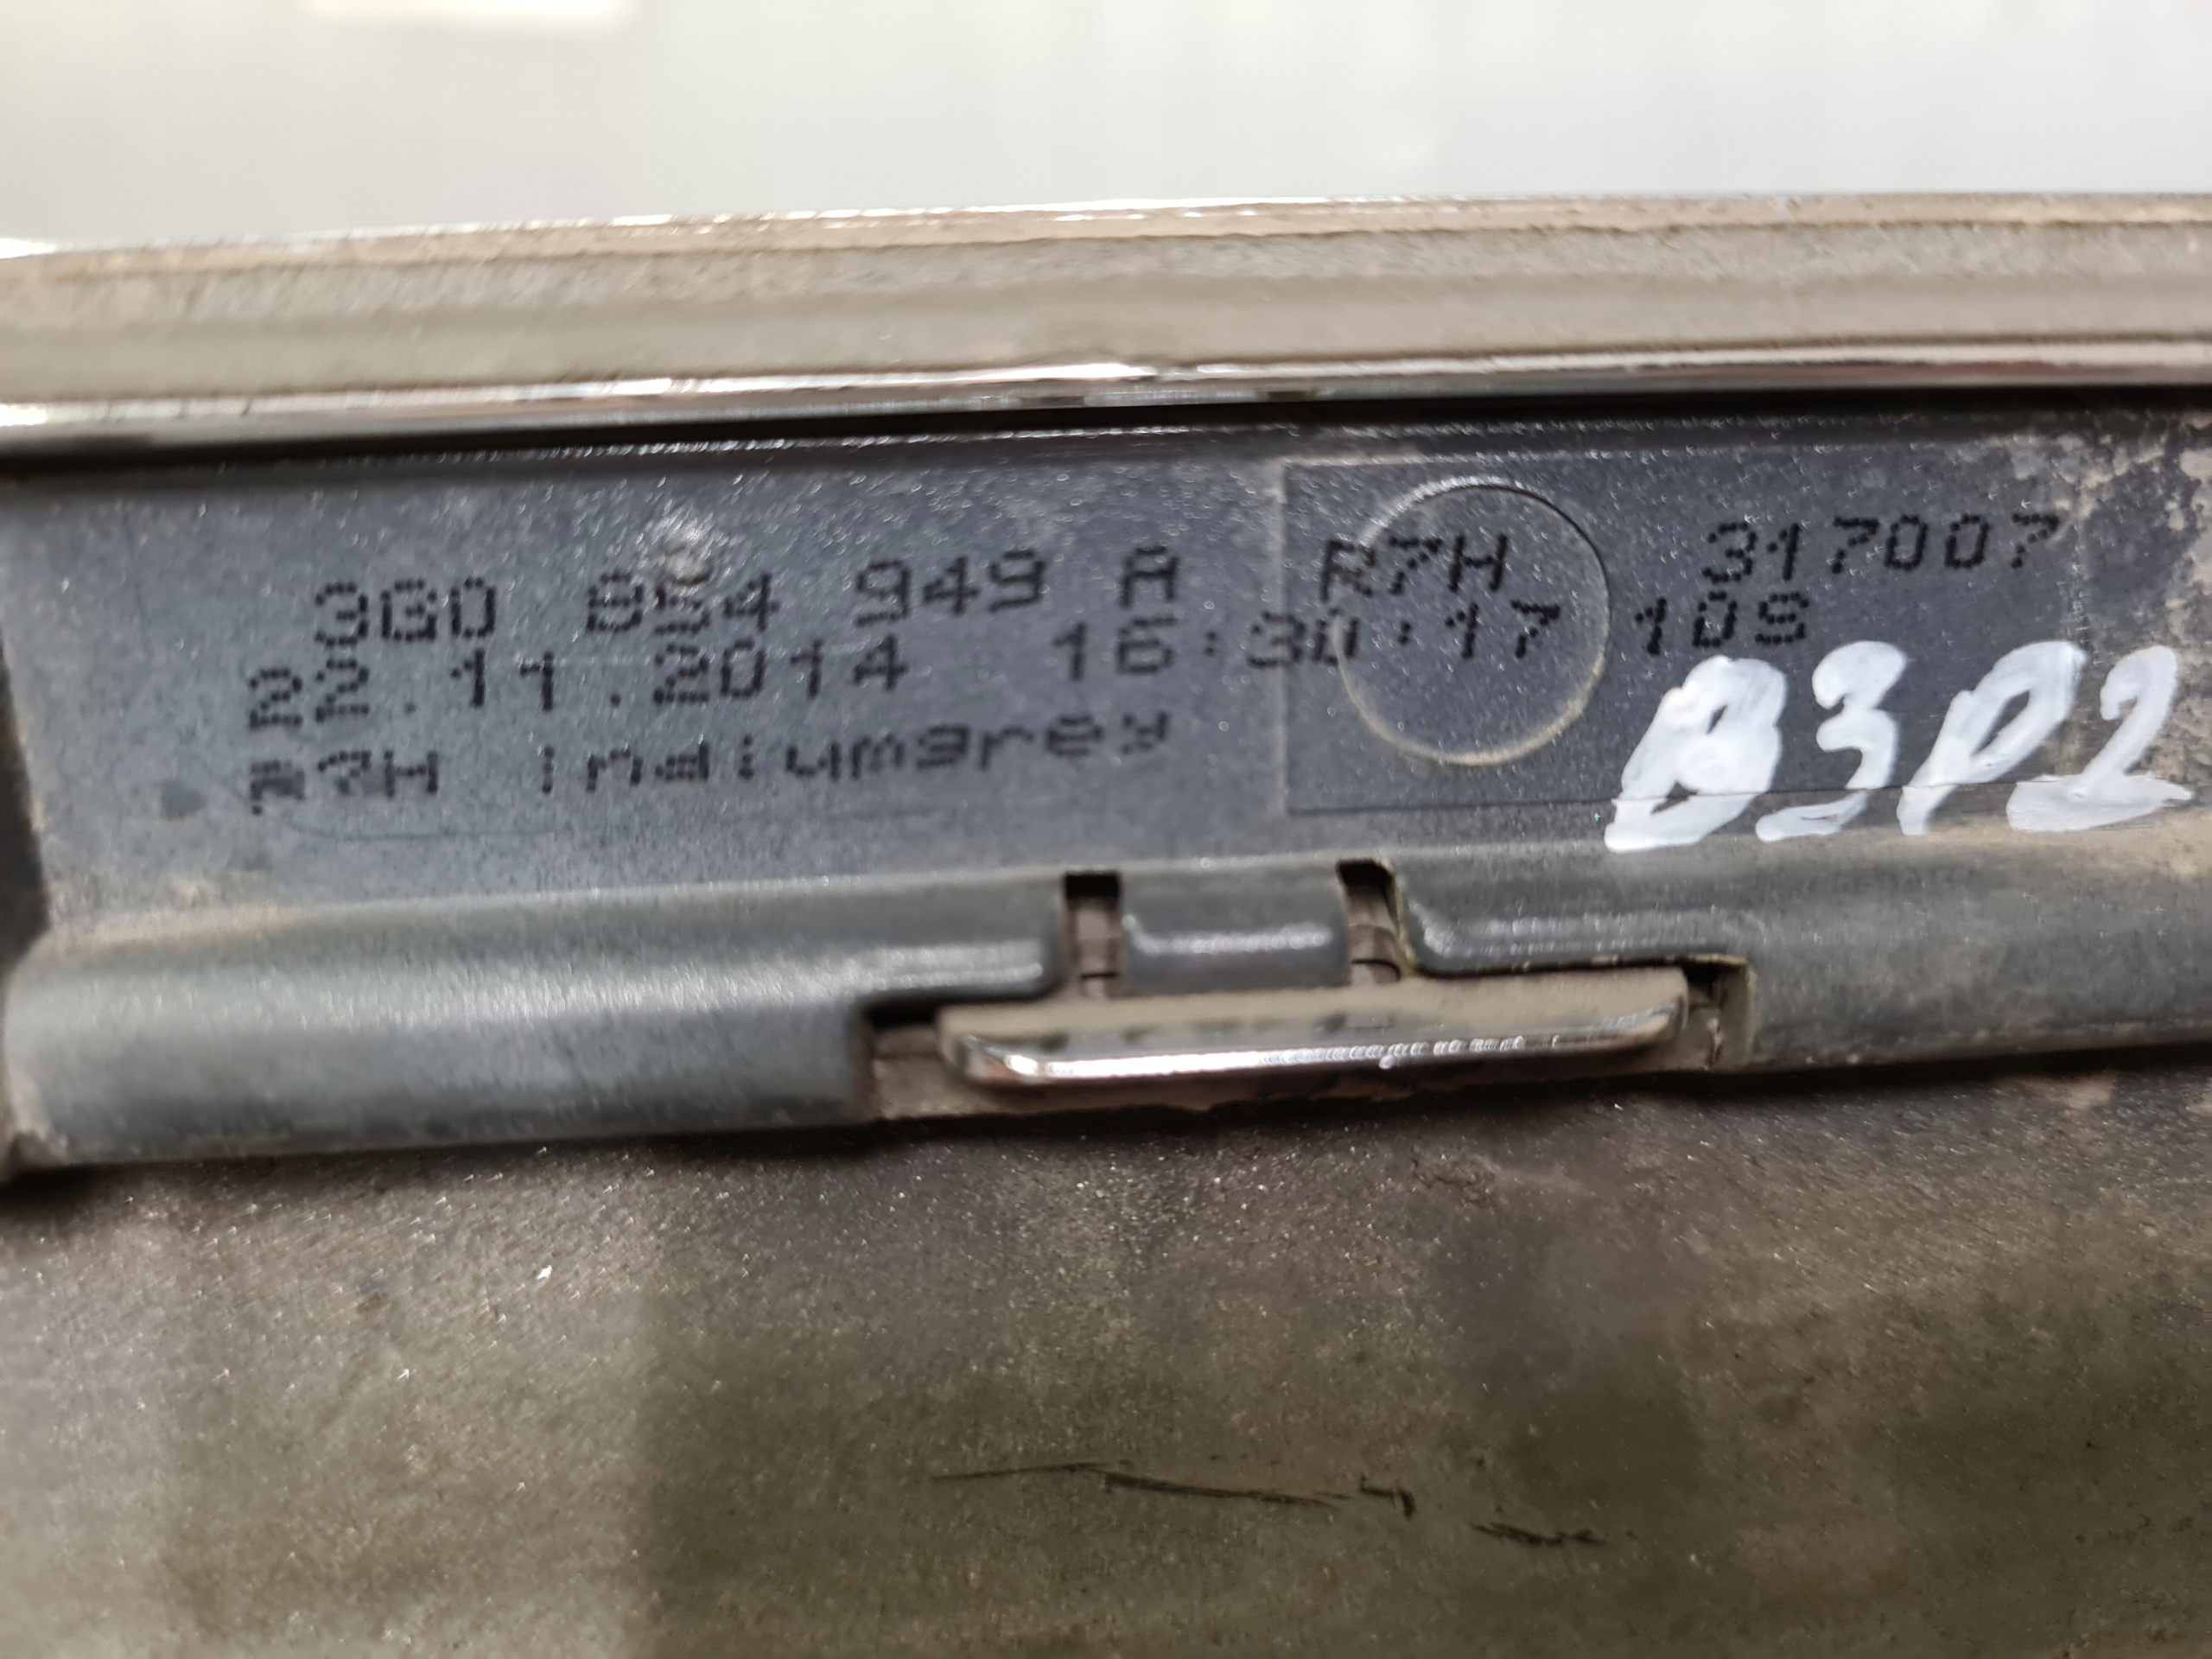 3G0 854 949 A R7H 317007
22.11.2014 16:30:17 10S
R7H Indiumgrey
B3P2